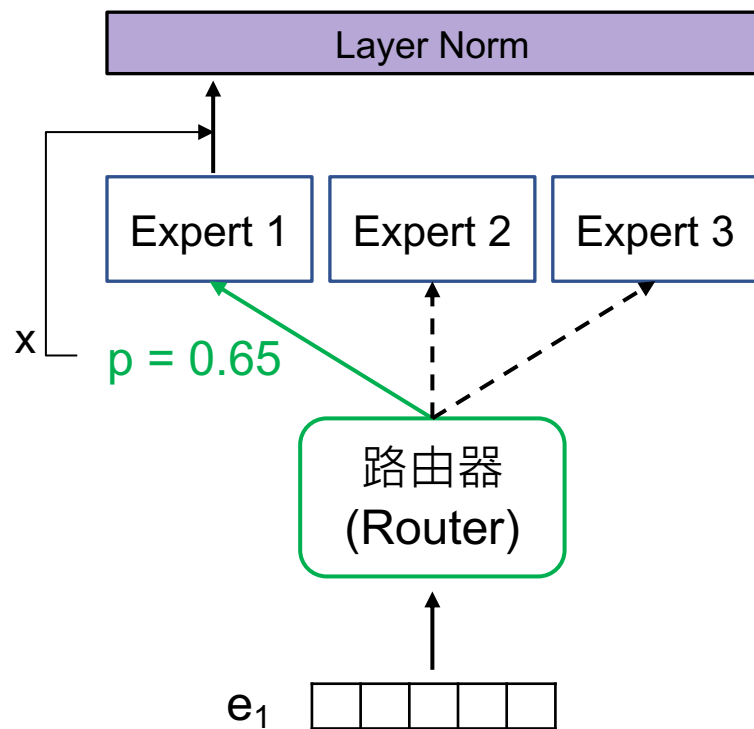 Layer Norm
Expert 1
Expert 2
Expert 3
x
p = 0.65
路由器
(Router)
e₁